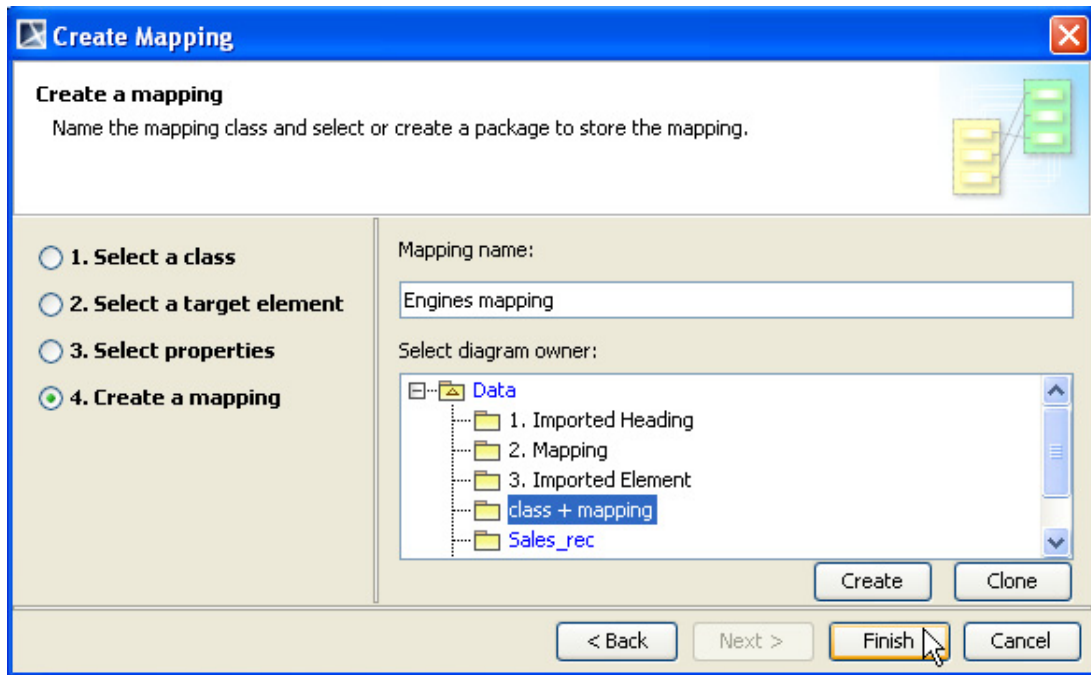 Create Mapping
Create a mapping
Name the mapping class and select or create a package to store the mapping.
1. Select a class
2. Select a target element
3. Select properties
4. Create a mapping
Mapping name:
Engines mapping
Select diagram owner:
Data
1. Imported Heading
2. Mapping
3. Imported Element
class + mapping
Sales_rec
Create Clone
< Back Next > Finish Cancel